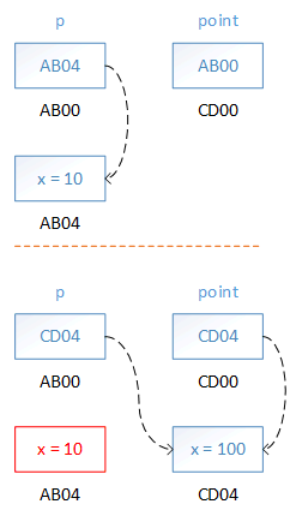 p point
AB04 AB00
AB00 CD00
x = 10
AB04
p point
CD04 CD04
AB00 CD00
x = 10 x = 100
AB04 CD04